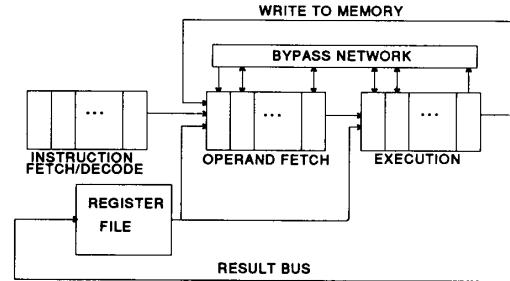 WRITE TO MEMORY
BYPASS NETWORK
...
...
...
INSTRUCTION
FETCH/DECODE
OPERAND FETCH
EXECUTION
REGISTER
FILE
RESULT BUS